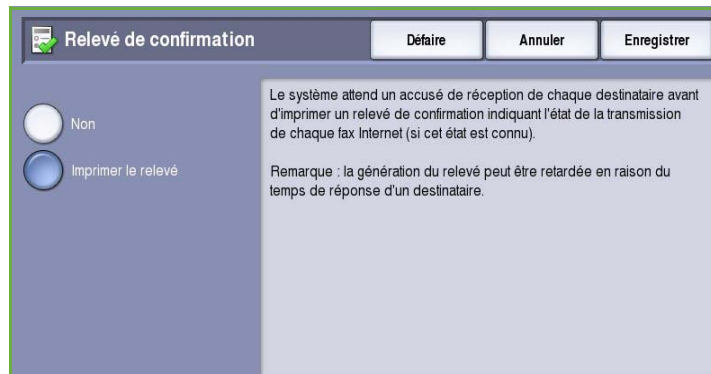 Relevé de confirmation
Défaire
Annuler
Enregistrer
Non
Imprimer le relevé
Le système attend un accusé de réception de chaque destinataire avant
d'imprimer un relevé de confirmation indiquant l'état de la transmission
de chaque fax Internet (si cet état est connu).
Remarque : la génération du relevé peut être retardée en raison du
temps de réponse d'un destinataire.